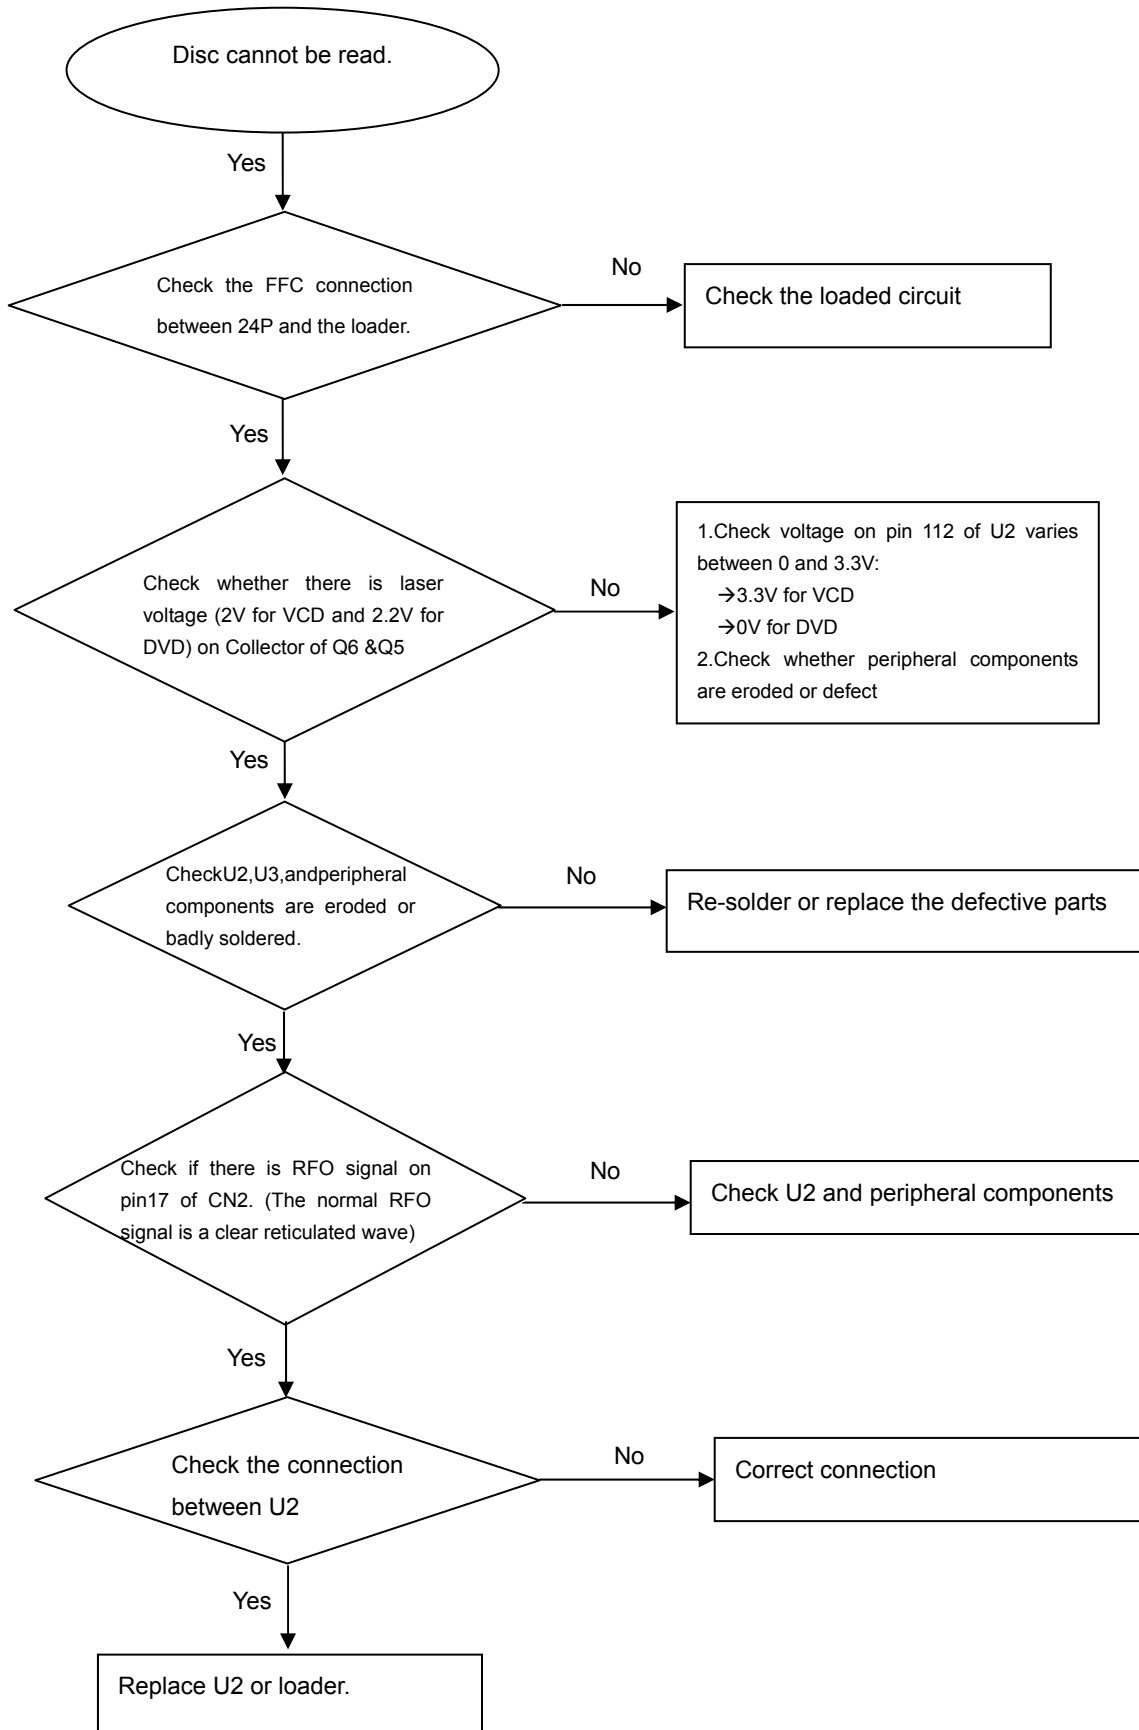 Disc cannot be read.
Yes
Check the FFC connection
between 24P and the loader.
No
Check the loaded circuit
Yes
Check whether there is laser
voltage (2V for VCD and 2.2V for
DVD) on Collector of Q6 &Q5
No
1.Check voltage on pin 112 of U2 varies
between 0 and 3.3V:
→3.3V for VCD
→0V for DVD
2.Check whether peripheral components
are eroded or defect
Yes
CheckU2,U3,andperipheral
components are eroded or
badly soldered.
No
Re-solder or replace the defective parts
Yes
Check if there is RFO signal on
pin17 of CN2. (The normal RFO
signal is a clear reticulated wave)
No
Check U2 and peripheral components
Yes
Check the connection
between U2
No
Correct connection
Yes
Replace U2 or loader.